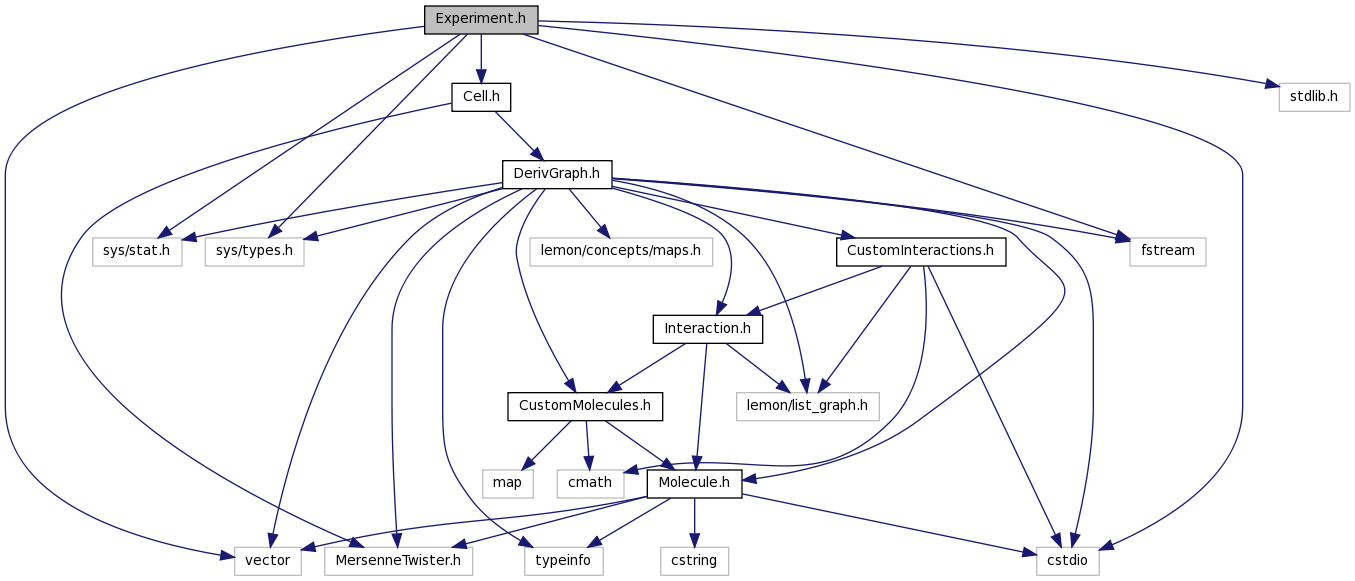 Experiment.h
Cell.h
stdlib.h
DerivGraph.h
sys/stat.h
sys/types.h
lemon/concepts/maps.h
CustomInteractions.h
fstream
Interaction.h
CustomMolecules.h
lemon/list_graph.h
map
cmath
Molecule.h
vector
MersenneTwister.h
typeinfo
cstring
cstdio